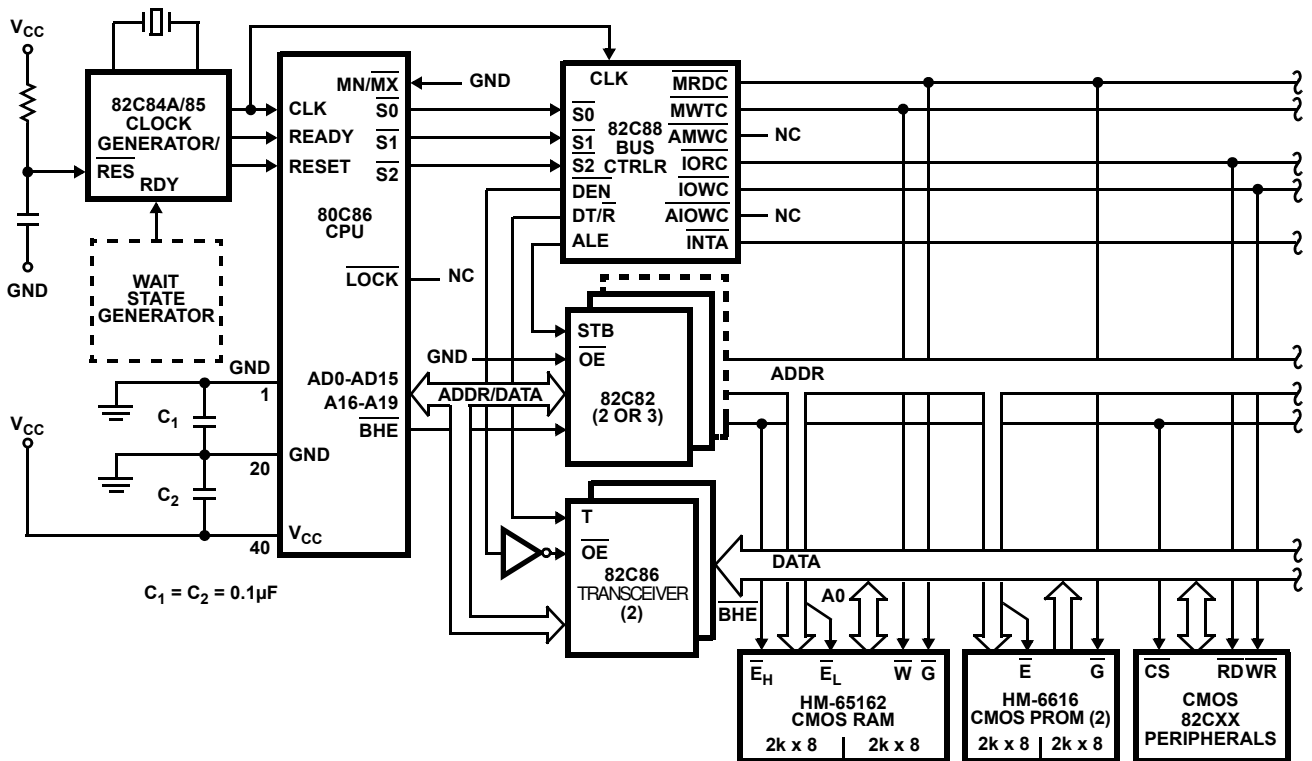 VCC
82C84A/85
CLOCK
GENERATOR/
RES
RDY
GND
WAIT
STATE
GENERATOR
CLK
READY
RESET
MN/MX
S0
S1
S2
80C86
CPU
LOCK
NC
GND
GND
1
AD0-AD15
A16-A19
BHE
ADDR/DATA
C1
VCC
GND
20
C2
VCC
40
C1 = C2 = 0.1µF
CLK
S0
S1
S2
DEN
DT/R
ALE
82C88
BUS
CTRLR
MRDC
MWTC
AMWC
NC
IORC
IOWC
AIOWC
NC
INTA
GND
STB
OE
82C82
(2 OR 3)
ADDR
T
OE
82C86
TRANSCEIVER
(2)
DATA
BHE
A0
EH
EL
W
G
HM-65162
CMOS RAM
2k x 8
2k x 8
E
G
HM-6616
CMOS PROM (2)
2k x 8
2k x 8
CS
RD
WR
CMOS
82CXX
PERIPHERALS